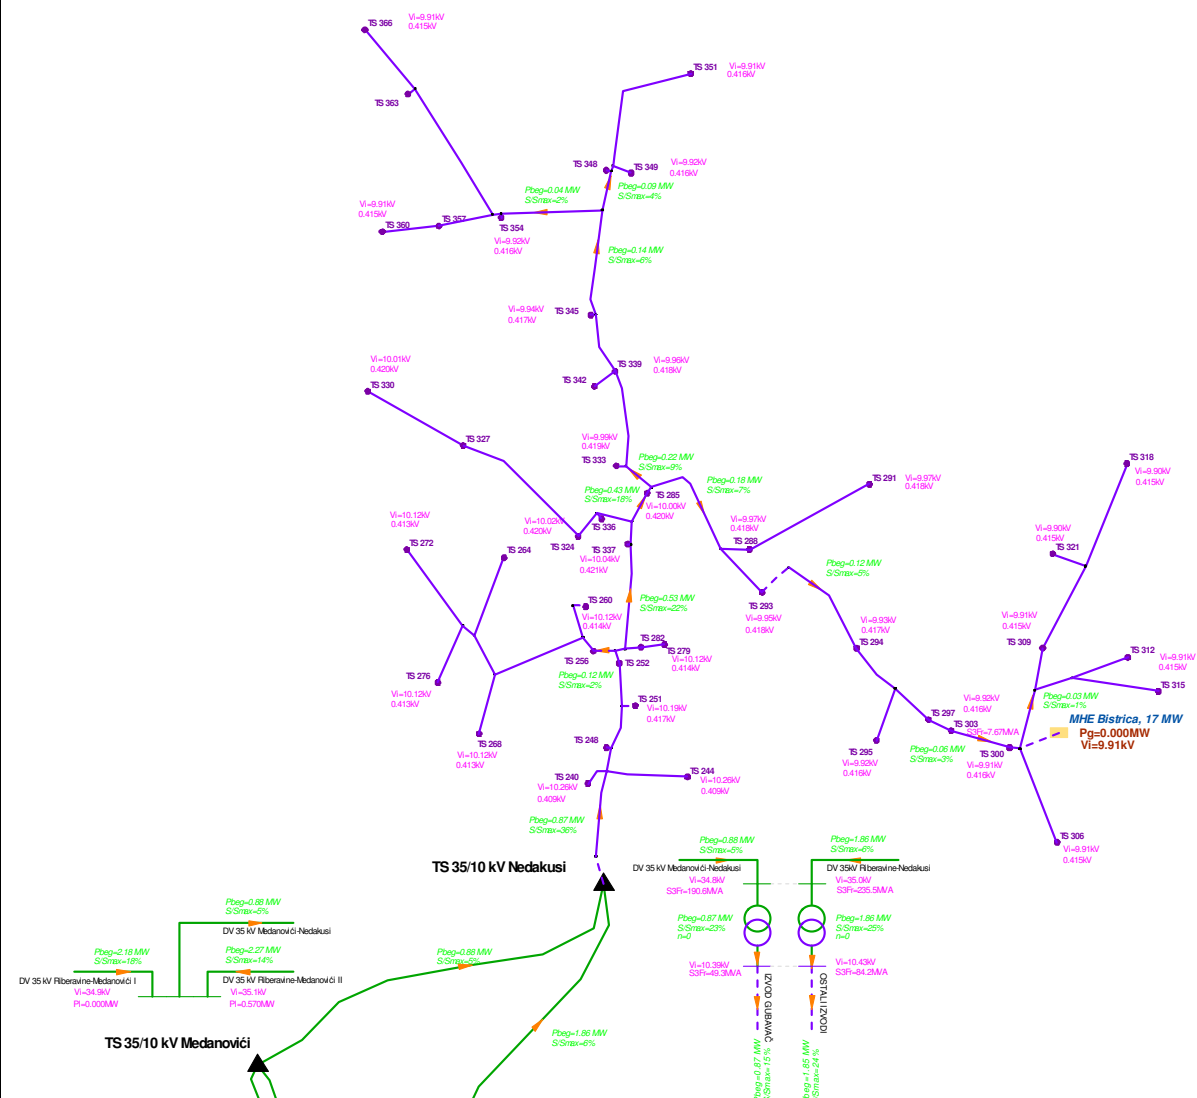 TS 366
Vi=9.91kV
0.415kV
TS 363
TS 351
Vi=9.91kV
0.416kV
TS 348
TS 349
Vi=9.92kV
0.416kV
Pbeg=0.04 MW
S/Smax=2%
Pbeg=0.09 MW
S/Smax=4%
Vi=9.91kV
0.415kV
TS 360
TS 357
TS 354
Vi=9.92kV
0.416kV
Pbeg=0.14 MW
S/Smax=6%
Vi=9.94kV
0.417kV
TS 345
TS 339
Vi=9.96kV
0.418kV
TS 342
Vi=10.01kV
0.420kV
TS 330
TS 327
Vi=9.99kV
0.419kV
TS 333
Pbeg=0.22 MW
S/Smax=9%
Pbeg=0.43 MW
S/Smax=18%
TS 285
Vi=10.00kV
0.420kV
Pbeg=0.18 MW
S/Smax=7%
TS 291
Vi=9.97kV
0.418kV
TS 318
Vi=9.90kV
0.415kV
Vi=10.12kV
0.413kV
TS 272
TS 264
Vi=10.02kV
0.420kV
TS 324
TS 336
TS 337
Vi=10.04kV
0.421kV
Vi=9.97kV
0.418kV
TS 288
Vi=9.90kV
0.415kV
TS 321
Pbeg=0.12 MW
S/Smax=5%
TS 293
Vi=9.95kV
0.418kV
Pbeg=0.53 MW
S/Smax=22%
TS 260
Vi=10.12kV
0.414kV
TS 282
TS 279
Vi=10.12kV
0.414kV
TS 256
TS 252
Pbeg=0.12 MW
S/Smax=2%
Vi=9.93kV
0.417kV
TS 294
Vi=9.91kV
0.415kV
TS 309
TS 312
Vi=9.91kV
0.415kV
TS 315
TS 276
Vi=10.12kV
0.413kV
TS 251
Vi=10.19kV
0.417kV
TS 268
Vi=10.12kV
0.413kV
TS 248
Vi=9.92kV
0.416kV
TS 297
TS 303
S3Fr=7.67MVA
Pbeg=0.03 MW
S/Smax=1%
MHE Bistrica, 17 MW
Pg=0.000MW
Vi=9.91kV
TS 295
Vi=9.92kV
0.416kV
Pbeg=0.08 MW
S/Smax=3%
TS 300
Vi=9.91kV
0.416kV
TS 240
Vi=10.26kV
0.409kV
TS 244
Vi=10.26kV
0.409kV
Pbeg=0.87 MW
S/Smax=36%
TS 306
Vi=9.91kV
0.415kV
TS 35/10 kV Nedakusi
Pbeg=0.88 MW
S/Smax=5%
DV 35 kV Medanovići-Nedakusi
Vi=34.8kV
S3Fr=190.6MVA
Pbeg=1.86 MW
S/Smax=6%
DV 35kV Ribarevine-Nedakusi
Vi=35.0kV
S3Fr=235.5MVA
Pbeg=0.87 MW
S/Smax=23%
n=0
Pbeg=1.86 MW
S/Smax=25%
n=0
Vi=10.39kV
S3Fr=49.3MVA
Vi=10.43kV
S3Fr=84.2MVA
IZVOD GUBAVAČ
OSTALI IZVODI
Pbeg=0.87 MW
S/Smax=15%
Pbeg=1.85 MW
S/Smax=24%
Pbeg=0.88 MW
S/Smax=5%
DV 35 kV Medanovići-Nedakusi
Pbeg=2.16 MW
S/Smax=18%
DV 35 kV Ribarevine-Medanovići I
Vi=34.9kV
Pl=0.000MW
Pbeg=2.27 MW
S/Smax=14%
DV 35 kV Ribarevine-Medanovići II
Vi=35.1kV
Pl=0.570MW
Pbeg=0.88 MW
S/Smax=5%
Pbeg=1.86 MW
S/Smax=6%
TS 35/10 kV Medanovići